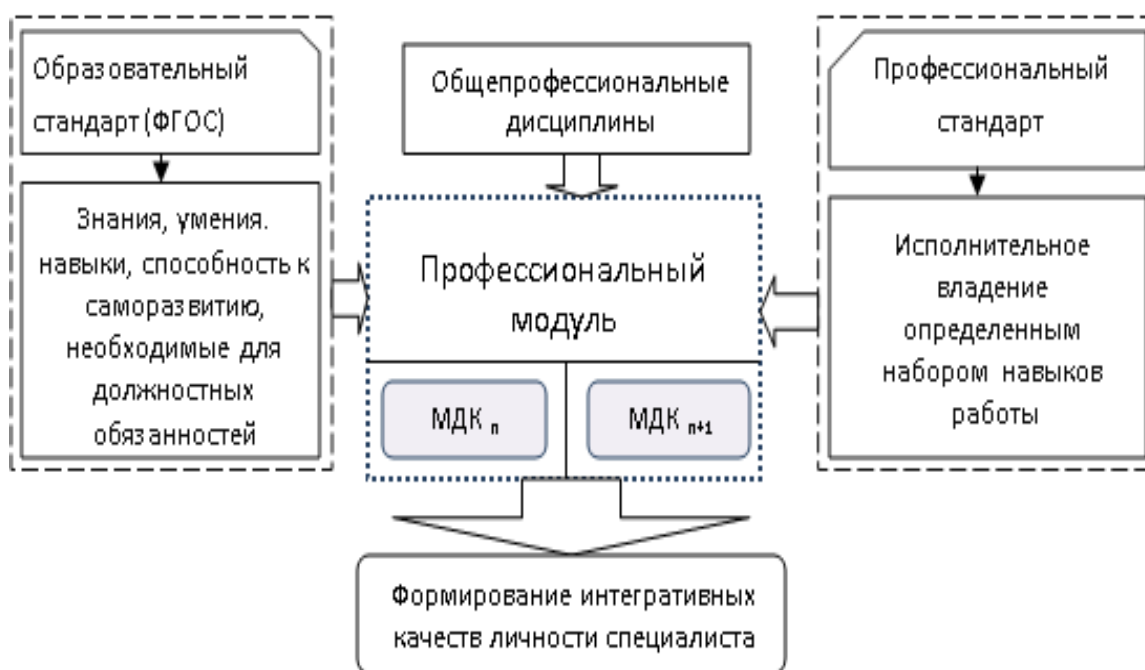 Образовательный
стандарт (ФГОС)
Знания, умения.
навыки, способность к
саморазвитию,
необходимые для
должностных
обязанностей
Общепрофессиональные
дисциплины
Профессиональный
модуль
МДК n
МДК n+1
Профессиональный
стандарт
Исполнительное
владение
определенным
набором навыков
работы
Формирование интегративных
качеств личности специалиста